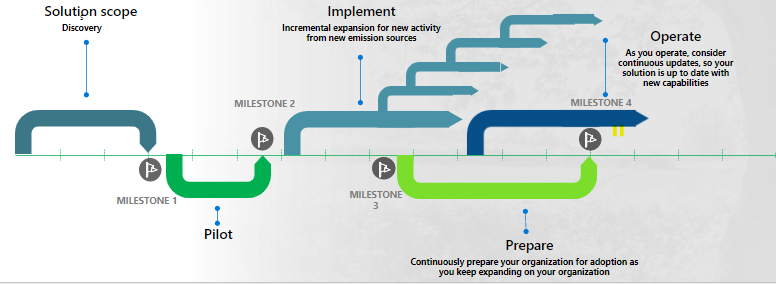 Solution scope
Discovery
Implement
Incremental expansion for new activity
from new emission sources
Operate
As you operate, consider
continuous updates, so your
solution is up to date with
new capabilities
MILESTONE 2
MILESTONE 4
MILESTONE 1
MILESTONE
3
Pilot
Prepare
Continuously prepare your organization for adoption as
you keep expanding on your organization